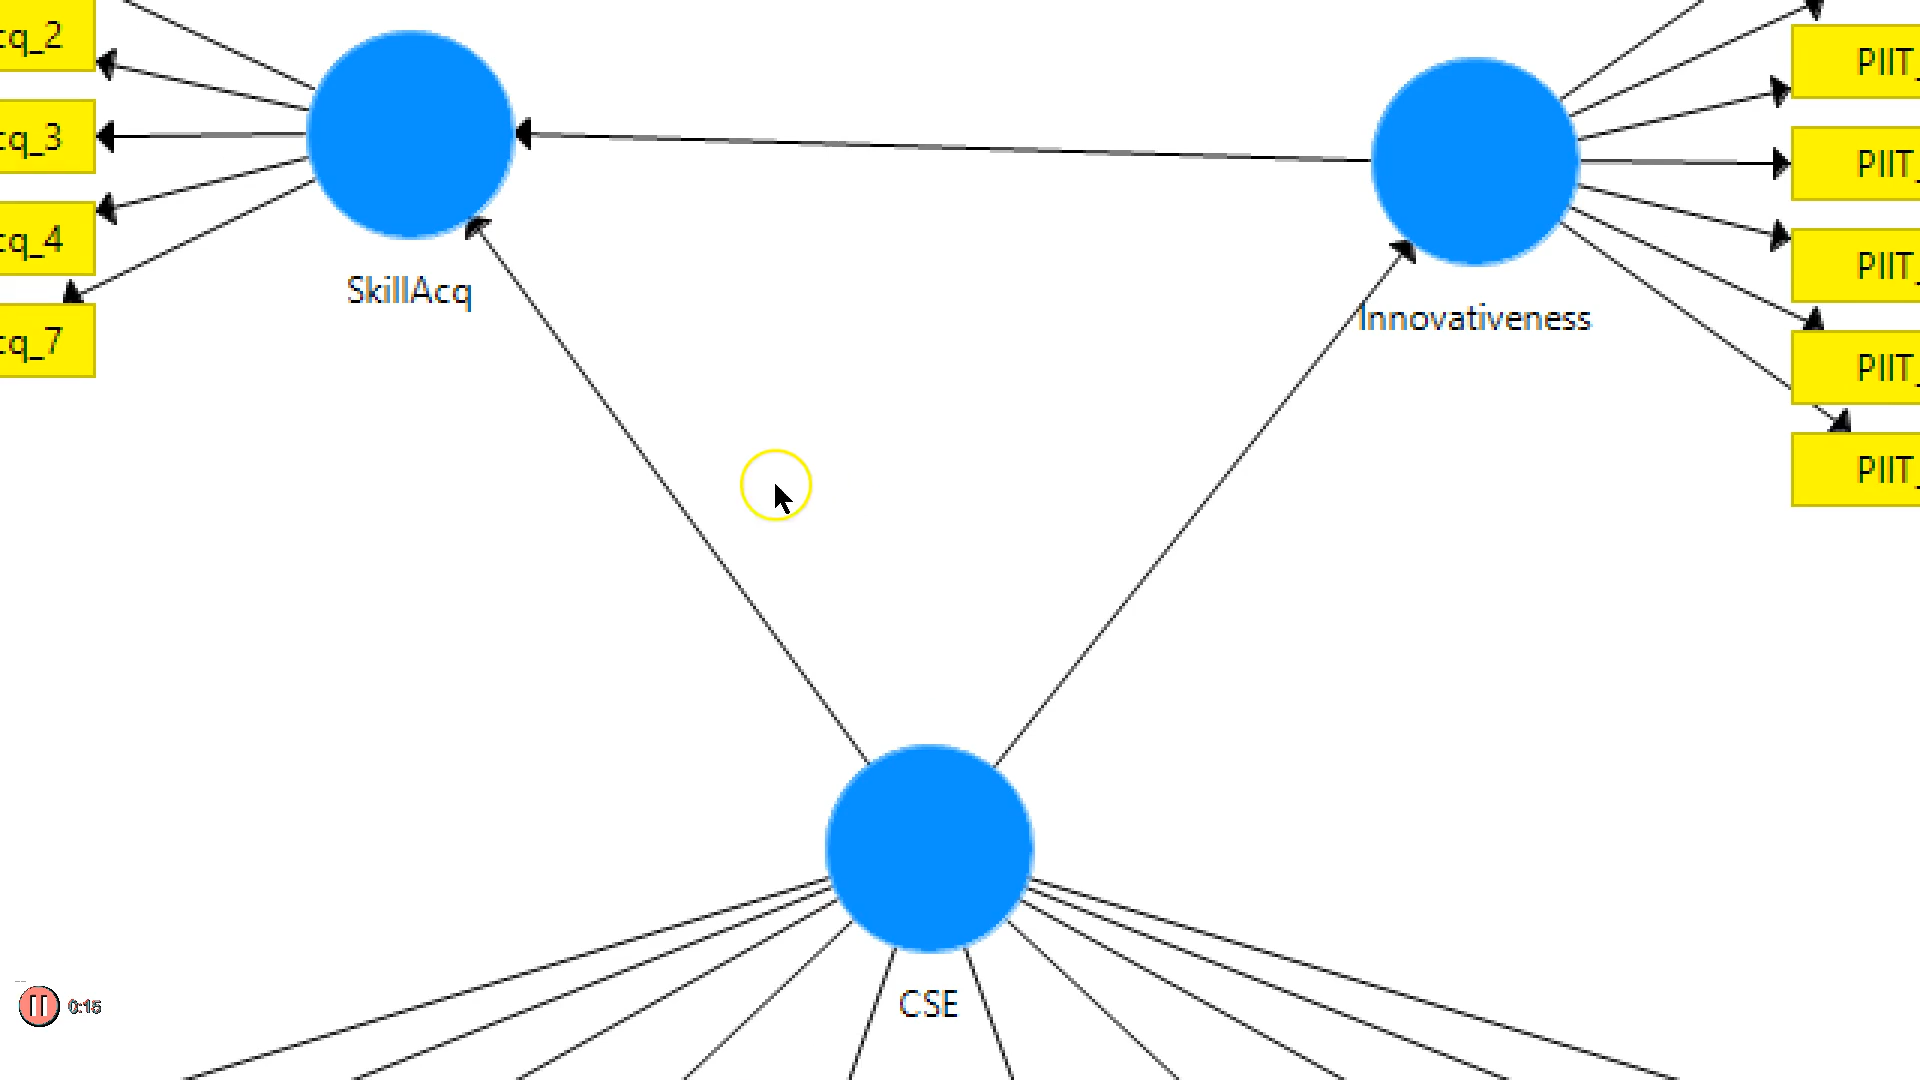 cq_2
cq_3
cq_4
cq_7
SkillAcq
Innovativeness
PIIT_
PIIT_
PIIT_
PIIT_
PIIT_
CSE
0:15